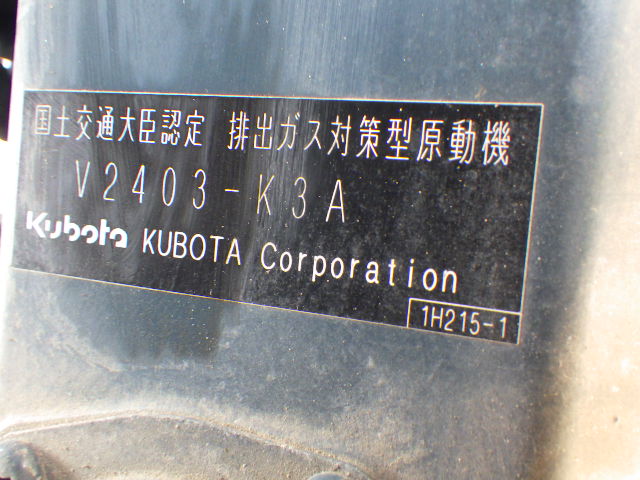 国土交通大臣認定 排出ガス対策型原動機
V2403-K3A
Kubota KUBOTA Corporation
1H215-1